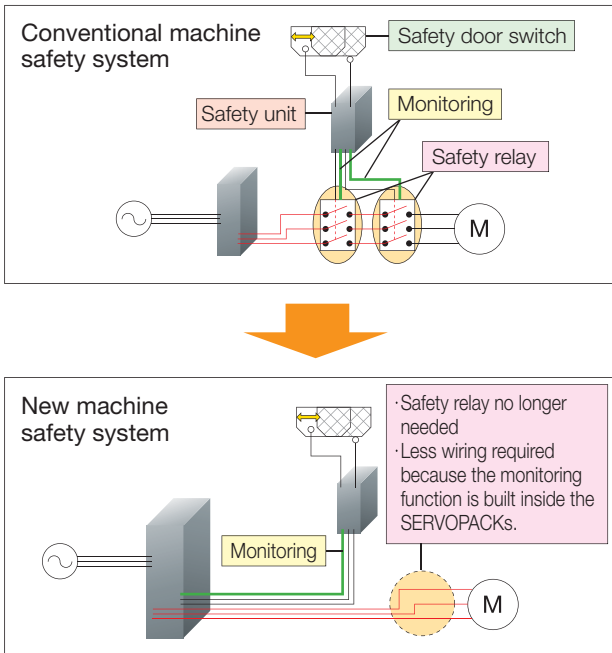 Conventional machine
safety system
Safety door switch
Monitoring
Safety unit
Safety relay
M
New machine
safety system
·Safety relay no longer
needed
·Less wiring required
because the monitoring
function is built inside the
SERVOPACKs.
Monitoring
M